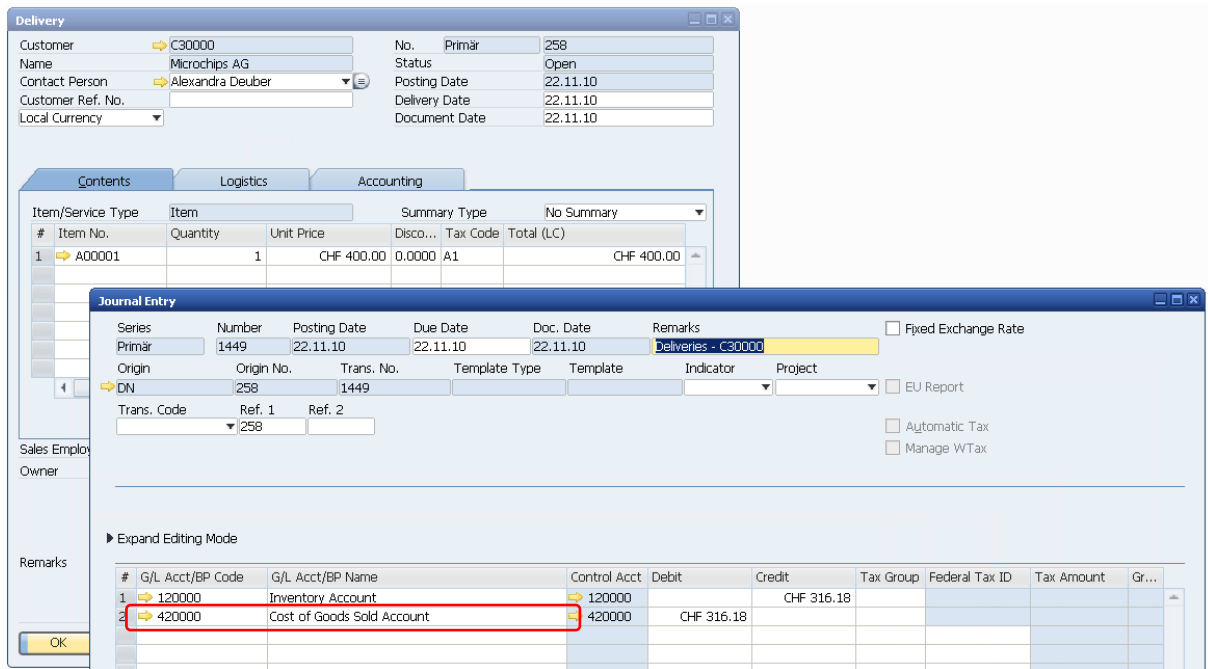 Delivery
Customer C30000 No. Primär 258
Name Microchips AG Status Open
Contact Person Alexandra Deuber Posting Date 22.11.10
Customer Ref. No. Delivery Date 22.11.10
Local Currency Document Date 22.11.10
Contents Logistics Accounting
Item/Service Type Item Summary Type No Summary
# Item No. Quantity Unit Price Disco... Tax Code Total (LC)
1 A00001 1 CHF 400.00 0.0000 A1 CHF 400.00
Journal Entry
Series Number Posting Date Due Date Doc. Date Remarks Fixed Exchange Rate
Primär 1449 22.11.10 22.11.10 22.11.10 Deliveries - C30000
Origin Origin No. Trans. No. Template Type Template Indicator Project
DN 258 1449 EU Report
Trans. Code Ref. 1 Ref. 2
258 Automatic Tax
Sales Employ Manage WTax
Owner
Expand Editing Mode
Remarks
# G/L Acct/BP Code G/L Acct/BP Name Control Acct Debit Credit Tax Group Federal Tax ID Tax Amount Gr...
1 120000 Inventory Account 120000 CHF 316.18
2 420000 Cost of Goods Sold Account 420000 CHF 316.18
OK